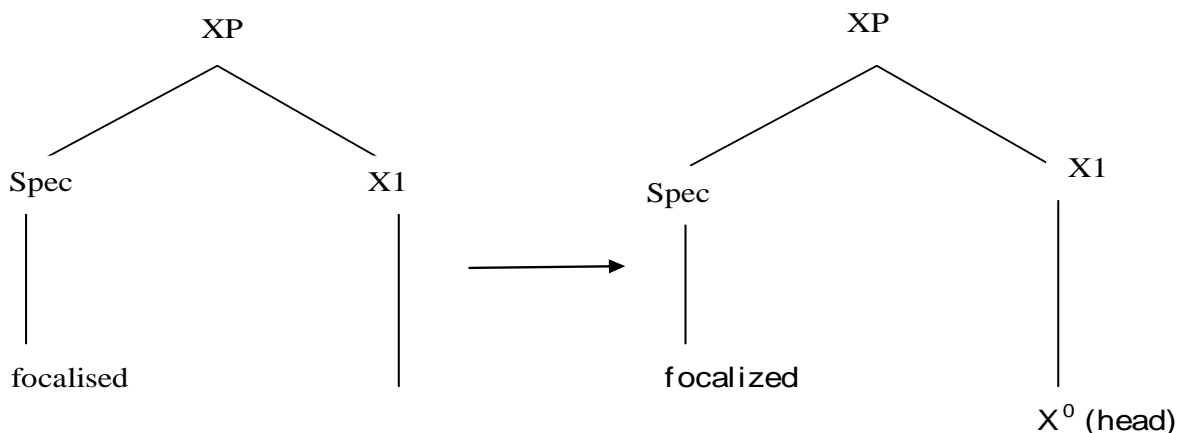 XP
Spec X1
focalised
XP
Spec X1
focalized
X⁰ (head)